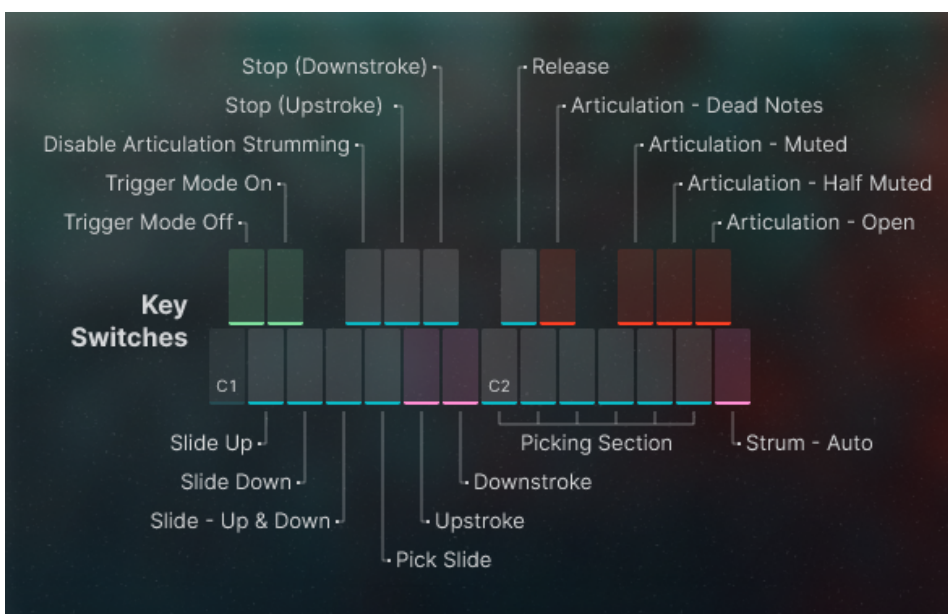 Stop (Downstroke)
Release
Stop (Upstroke)
Articulation - Dead Notes
Disable Articulation Strumming
Articulation - Muted
Trigger Mode On
Articulation - Half Muted
Trigger Mode Off
Articulation - Open
Key
Switches
C1
C2
Slide Up
Picking Section
Strum - Auto
Slide Down
Downstroke
Slide - Up & Down
Upstroke
Pick Slide